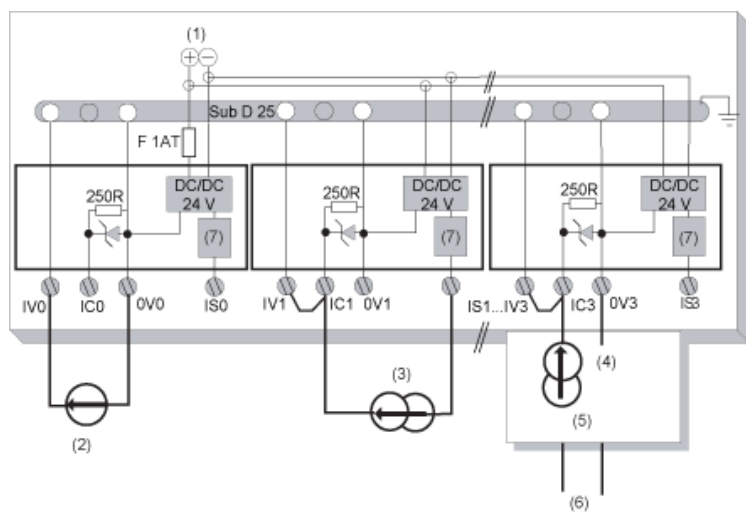 (1)
+ −
Sub D 25
F 1AT
250R
DC/DC
24 V
(7)
250R
DC/DC
24 V
(7)
250R
DC/DC
24 V
(7)
IV0 IC0 0V0 IS0 IV1 IC1 0V1 IS1...IV3 IC3 0V3 IS3
(2)
(3)
(4)
(5)
(6)